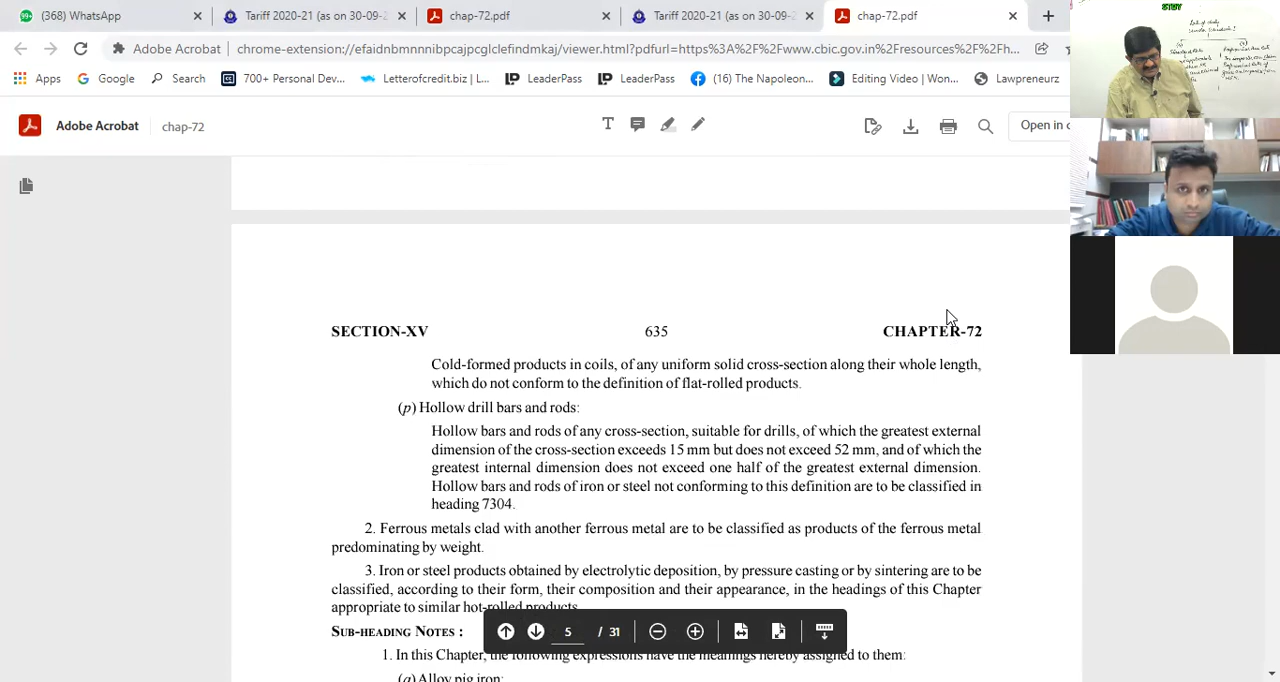 (368) WhatsApp
Tariff 2020-21 (as on 30-09-2
chap-72.pdf
Tariff 2020-21 (as on 30-09-2
chap-72.pdf
Adobe Acrobat
chrome-extension://efaidnbmnnnibpcajpcglclefindmkaj/viewer.html?pdfurl=https%3A%2F%2Fwww.cbic.gov.in%2Fresources%2F%2Fh...
Apps
Google
Search
700+ Personal Dev...
Letterofcredit.biz | L...
LeaderPass
LeaderPass
(16) The Napoleon...
Editing Video | Won...
Lawpreneurz
Adobe Acrobat
chap-72
Open in
SECTION-XV 635 CHAPTER-72
Cold-formed products in coils, of any uniform solid cross-section along their whole length,
which do not conform to the definition of flat-rolled products.
(p) Hollow drill bars and rods:
Hollow bars and rods of any cross-section, suitable for drills, of which the greatest external
dimension of the cross-section exceeds 15 mm but does not exceed 52 mm, and of which the
greatest internal dimension does not exceed one half of the greatest external dimension.
Hollow bars and rods of iron or steel not conforming to this definition are to be classified in
heading 7304.
2. Ferrous metals clad with another ferrous metal are to be classified as products of the ferrous metal
predominating by weight.
3. Iron or steel products obtained by electrolytic deposition, by pressure casting or by sintering are to be
classified, according to their form, their composition and their appearance, in the headings of this Chapter
appropriate to similar hot-rolled products.
SUB-HEADING NOTES :
5 / 31
1. In this Chapter, the following expressions have the meanings hereby assigned to them:
(a) Alloy pig iron:
STUDY